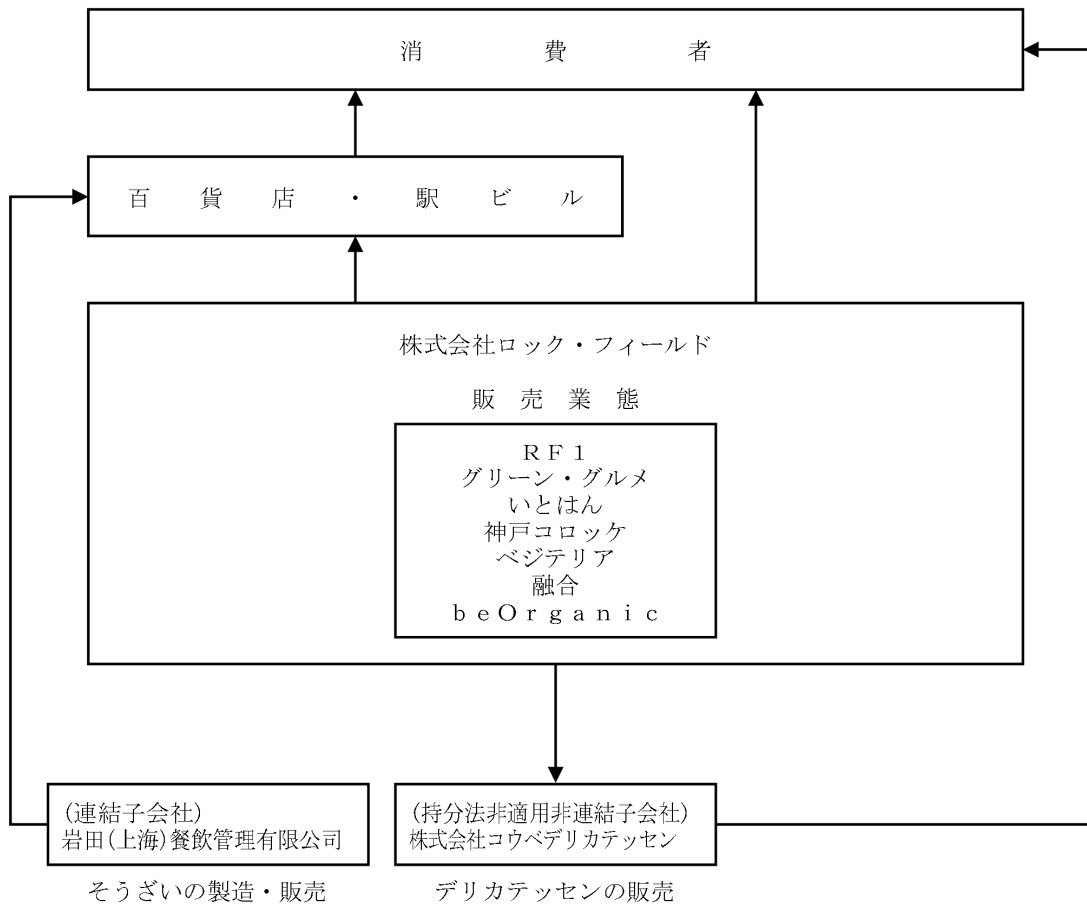 消費者
百貨店・駅ビル
株式会社ロック・フィールド
販売業態
ＲＦ１
グリーン・グルメ
いとはん
神戸コロッケ
ベジテリア
融合
ｂｅＯｒｇａｎｉｃ
(連結子会社)
岩田(上海)餐飲管理有限公司
そうざいの製造・販売
(持分法非適用非連結子会社)
株式会社コウベデリカテッセン
デリカテッセンの販売